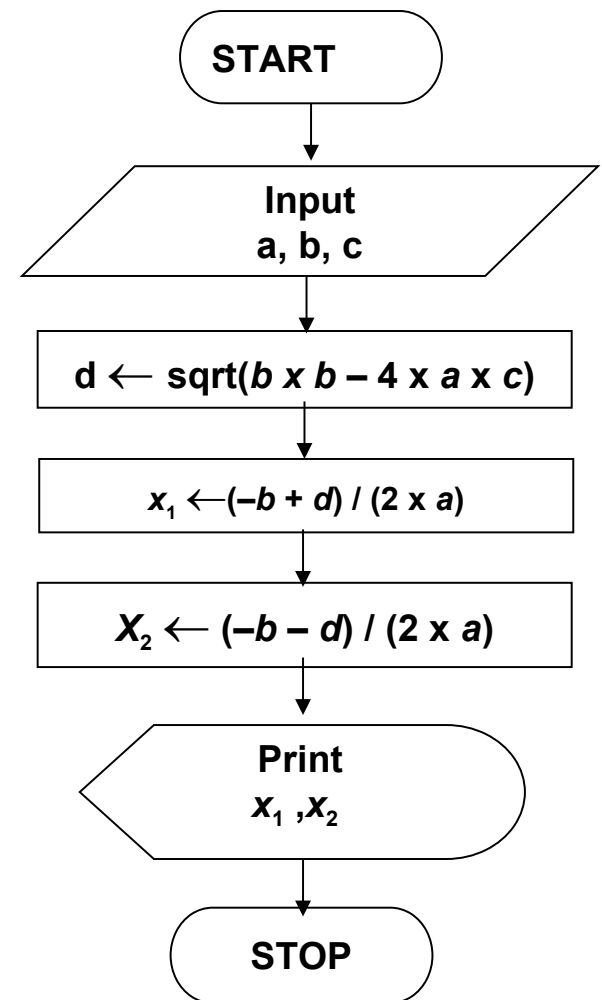 START
Input
a, b, c
d ← sqrt(b x b – 4 x a x c)
x₁ ←(–b + d) / (2 x a)
X₂ ← (–b – d) / (2 x a)
Print
x₁ ,x₂
STOP